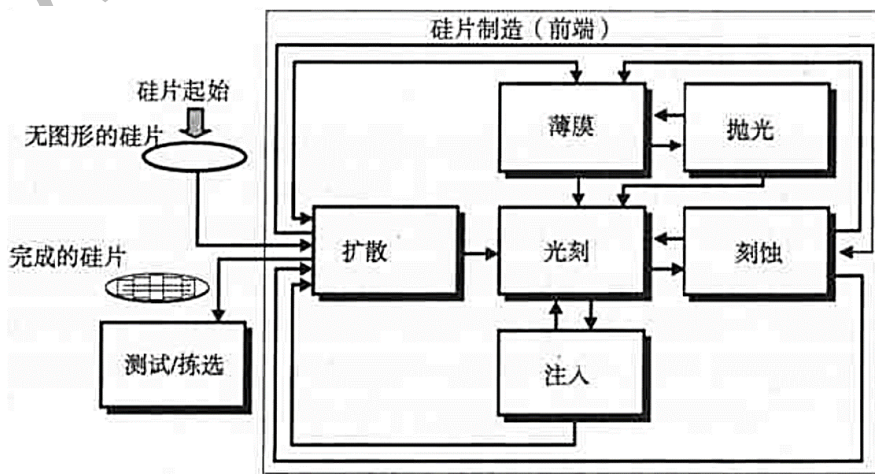 硅片制造（前端）
硅片起始
无图形的硅片
薄膜
抛光
完成的硅片
扩散
光刻
刻蚀
测试/拣选
注入